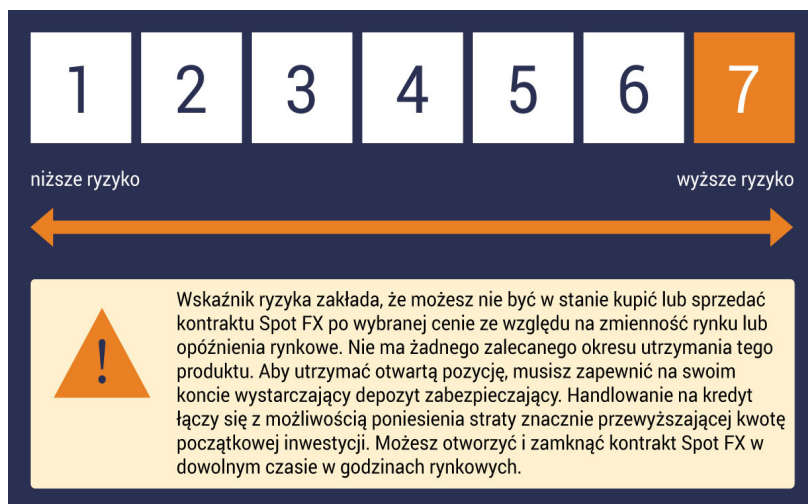 1 2 3 4 5 6 7
niższe ryzyko wyższe ryzyko
!
Wskaźnik ryzyka zakłada, że możesz nie być w stanie kupić lub sprzedać
kontraktu Spot FX po wybranej cenie ze względu na zmienność rynku lub
opóźnienia rynkowe. Nie ma żadnego zalecanego okresu utrzymania tego
produktu. Aby utrzymać otwartą pozycję, musisz zapewnić na swoim
koncie wystarczający depozyt zabezpieczający. Handlowanie na kredyt
łączy się z możliwością poniesienia straty znacznie przewyższającej kwotę
początkowej inwestycji. Możesz otworzyć i zamknąć kontrakt Spot FX w
dowolnym czasie w godzinach rynkowych.